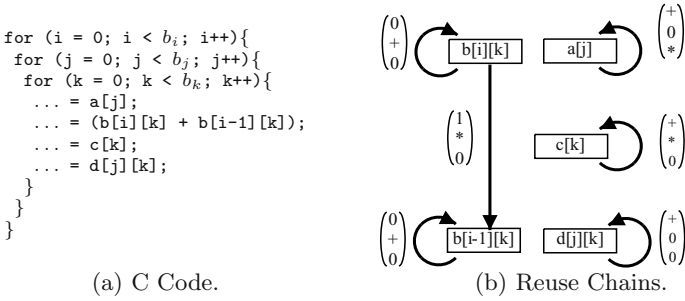 for (i = 0; i < b_i; i++){
for (j = 0; j < b_j; j++){
for (k = 0; k < b_k; k++){
... = a[j];
... = (b[i][k] + b[i-1][k]);
... = c[k];
... = d[j][k];
}
}
}
(a) C Code.
0
+
0
b[i][k]
a[j]
+
0
*
1
*
0
c[k]
+
*
0
0
+
0
b[i-1][k]
d[j][k]
+
0
0
(b) Reuse Chains.